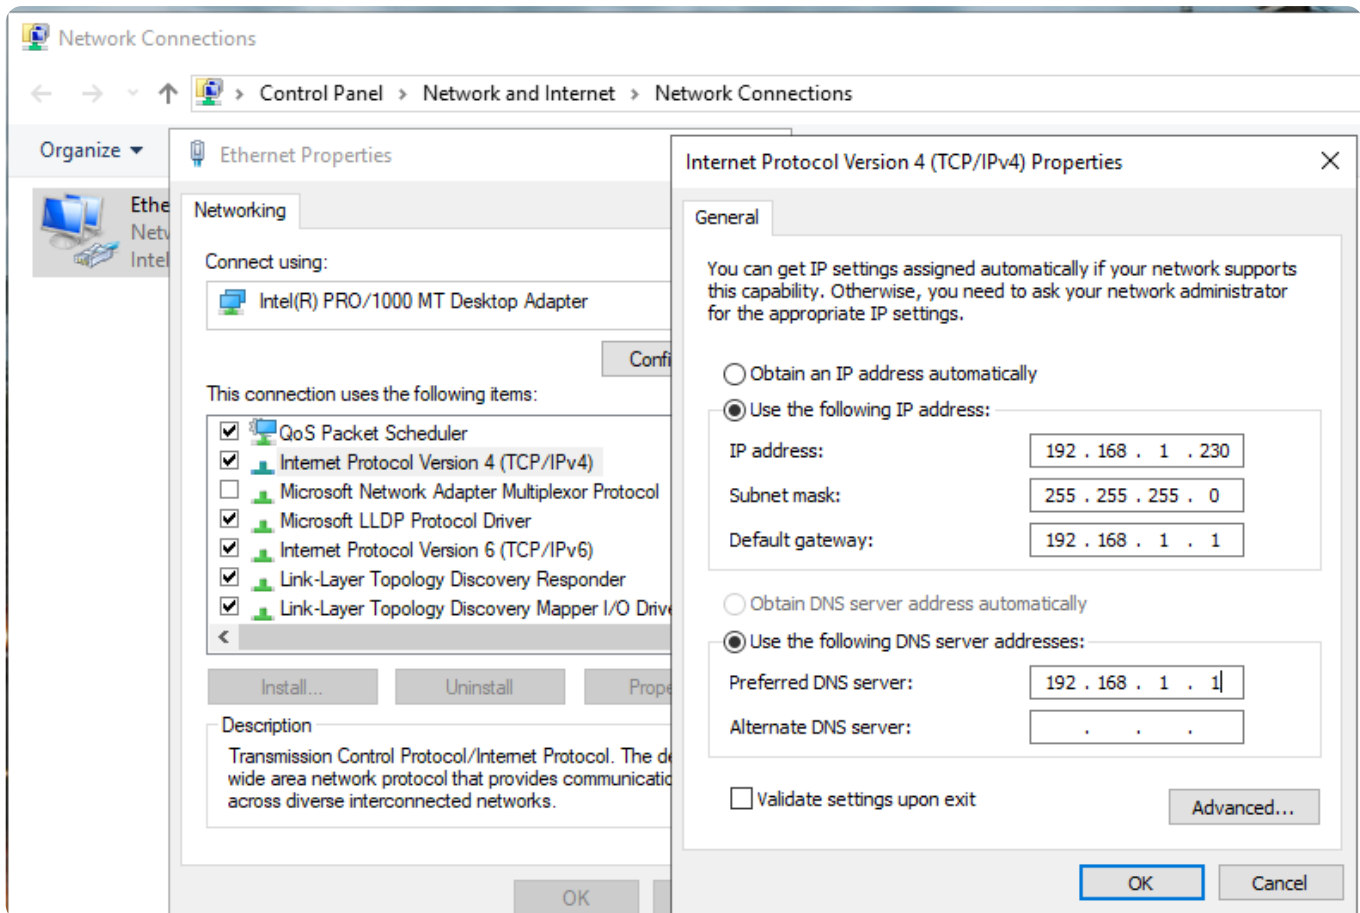 Network Connections
Control Panel > Network and Internet > Network Connections
Organize
Ethernet Properties
Networking
Connect using:
Intel(R) PRO/1000 MT Desktop Adapter
This connection uses the following items:
QoS Packet Scheduler
Internet Protocol Version 4 (TCP/IPv4)
Microsoft Network Adapter Multiplexor Protocol
Microsoft LLDP Protocol Driver
Internet Protocol Version 6 (TCP/IPv6)
Link-Layer Topology Discovery Responder
Link-Layer Topology Discovery Mapper I/O
Install...
Uninstall
Description
Transmission Control Protocol/Internet Protocol. The
wide area network protocol that provides
across diverse interconnected networks.
OK
Internet Protocol Version 4 (TCP/IPv4) Properties
General
You can get IP settings assigned automatically if your network supports
this capability. Otherwise, you need to ask your network administrator
for the appropriate IP settings.
Obtain an IP address automatically
Use the following IP address:
IP address: 192 . 168 . 1 . 230
Subnet mask: 255 . 255 . 255 . 0
Default gateway: 192 . 168 . 1 . 1
Obtain DNS server address automatically
Use the following DNS server addresses:
Preferred DNS server: 192 . 168 . 1 . 1
Alternate DNS server: . . .
Validate settings upon exit
Advanced...
OK
Cancel